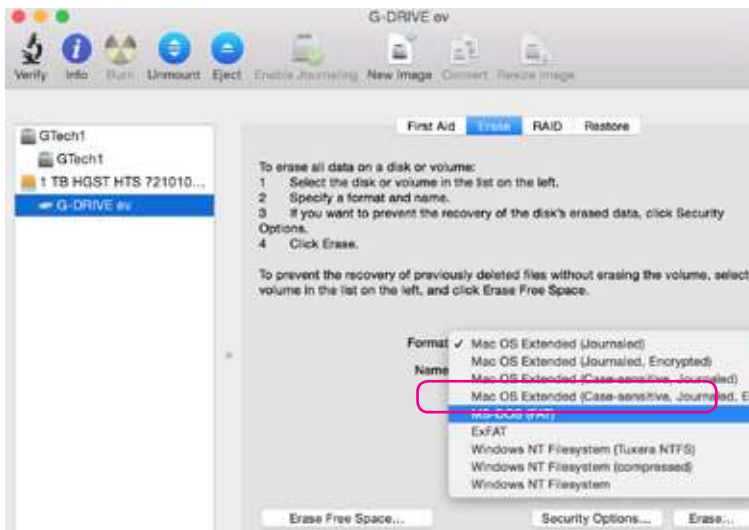 G-DRIVE ev
Verify Info Burn Unmount Eject Enable Journaling New Image Convert Resize Image
First Aid Erase RAID Restore
GTech1
GTech1
1 TB HGST HTS 721010...
G-DRIVE ev
To erase all data on a disk or volume:
1 Select the disk or volume in the list on the left.
2 Specify a format and name.
3 If you want to prevent the recovery of the disk's erased data, click Security
Options.
4 Click Erase.
To prevent the recovery of previously deleted files without erasing the volume, select
volume in the list on the left, and click Erase Free Space.
Format ✓ Mac OS Extended (Journaled)
Mac OS Extended (Journaled, Encrypted)
Name
Mac OS Extended (Case-sensitive, Journaled)
Mac OS Extended (Case-sensitive, Journaled, E
MS-DOS (FAT)
ExFAT
Windows NT Filesystem (Tuxera NTFS)
Windows NT Filesystem (compressed)
Windows NT Filesystem
Erase Free Space... Security Options... Erase...